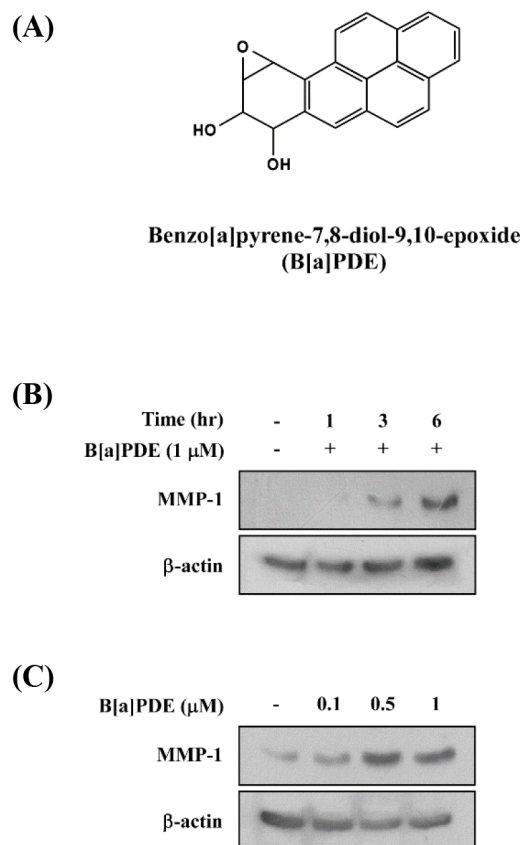 (A)
O
HO
OH
Benzo[a]pyrene-7,8-diol-9,10-epoxide
(B[a]PDE)
(B)
Time (hr) - 1 3 6
B[a]PDE (1 μM) - + + +
MMP-1
β-actin
(C)
B[a]PDE (μM) - 0.1 0.5 1
MMP-1
β-actin